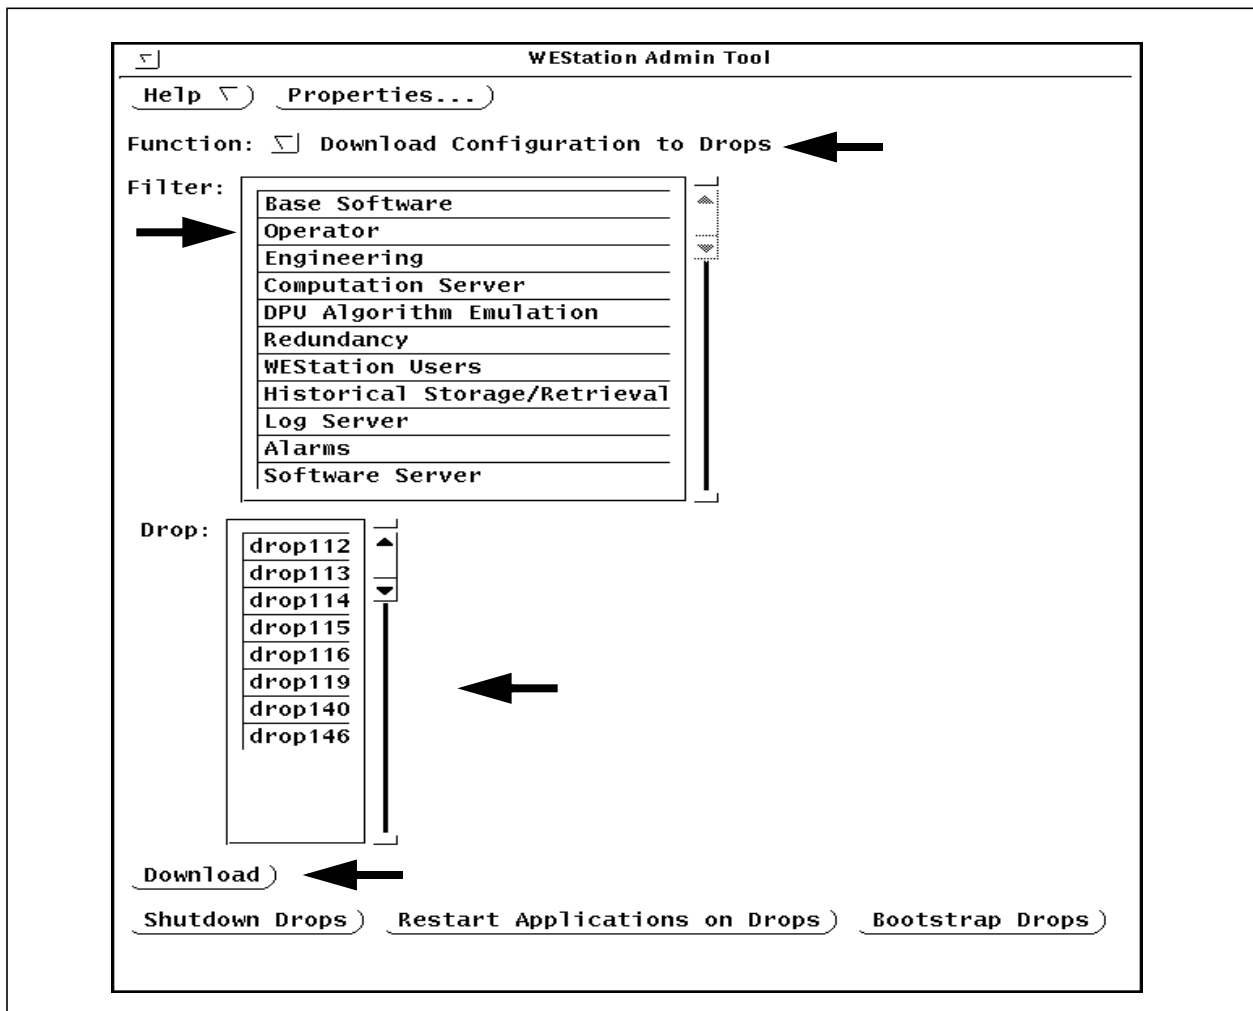 WEStation Admin Tool
Help Properties...
Function: Download Configuration to Drops
Filter:
Base Software
Operator
Engineering
Computation Server
DPU Algorithm Emulation
Redundancy
WEStation Users
Historical Storage/Retrieval
Log Server
Alarms
Software Server
Drop:
drop112
drop113
drop114
drop115
drop116
drop119
drop140
drop146
Download
Shutdown Drops Restart Applications on Drops Bootstrap Drops